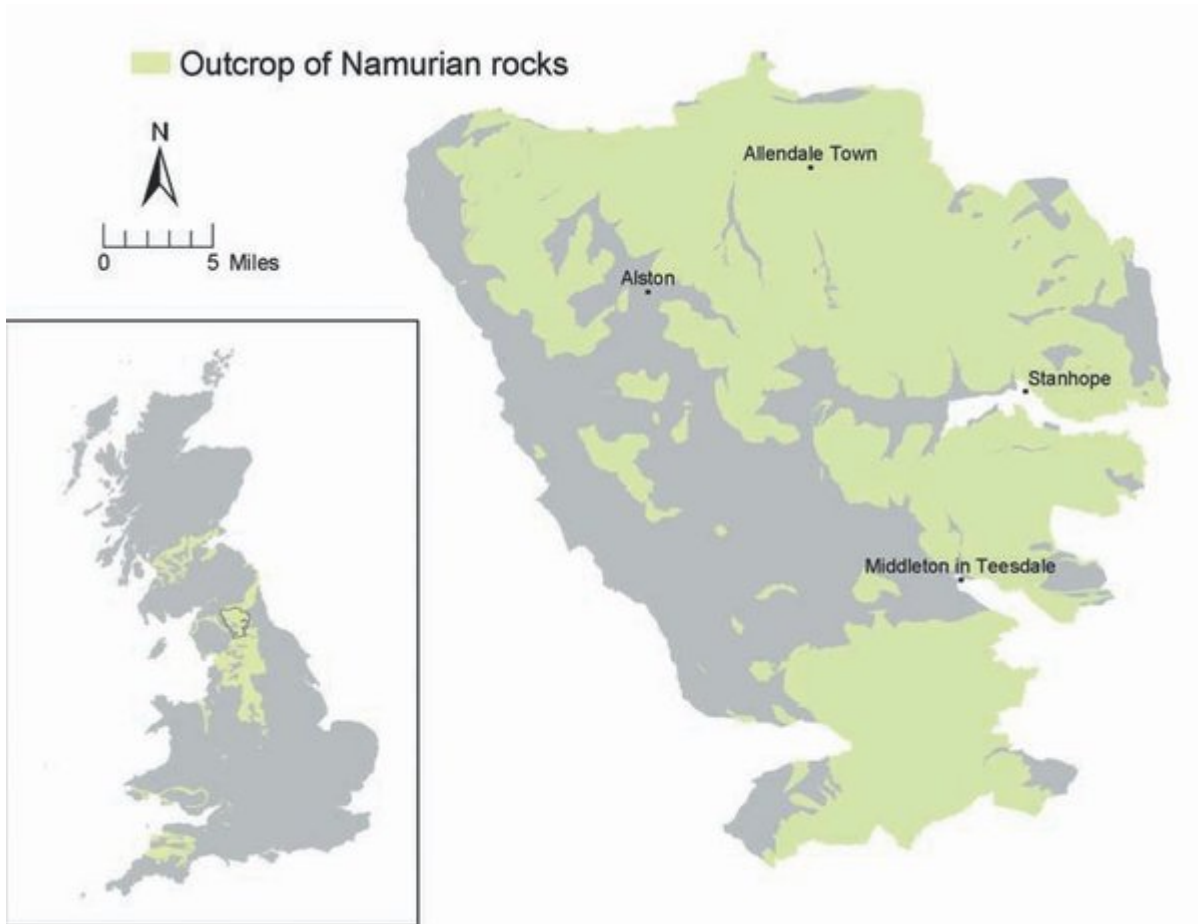 Outcrop of Namurian rocks
N
0 5 Miles
Allendale Town
Alston
Stanhope
Middleton in Teesdale